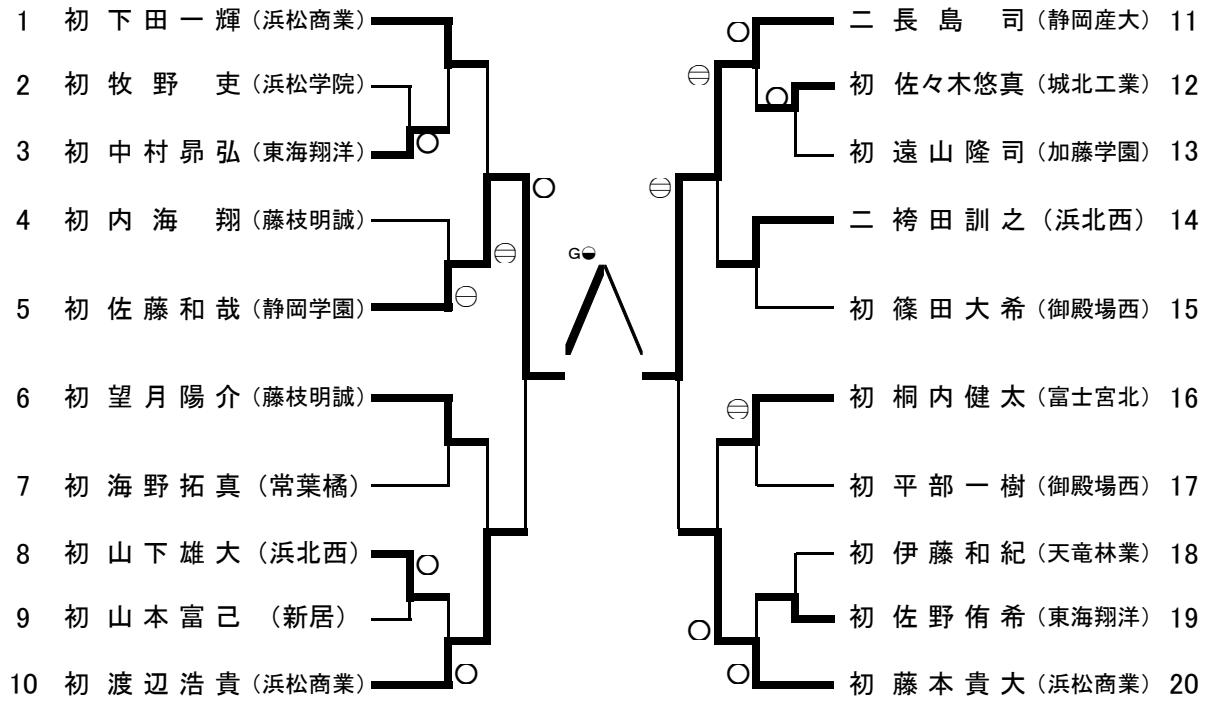 1 初 下田一輝 (浜松商業)
2 初 牧野 吏 (浜松学院)
3 初 中村昴弘 (東海翔洋)
4 初 内海 翔 (藤枝明誠)
5 初 佐藤和哉 (静岡学園)
6 初 望月陽介 (藤枝明誠)
7 初 海野拓真 (常葉橘)
8 初 山下雄大 (浜北西)
9 初 山本富己 (新居)
10 初 渡辺浩貴 (浜松商業)
G
二 長島 司 (静岡産大) 11
初 佐々木悠真 (城北工業) 12
初 遠山隆司 (加藤学園) 13
二 袴田訓之 (浜北西) 14
初 篠田大希 (御殿場西) 15
初 桐内健太 (富士宮北) 16
初 平部一樹 (御殿場西) 17
初 伊藤和紀 (天竜林業) 18
初 佐野侑希 (東海翔洋) 19
初 藤本貴大 (浜松商業) 20